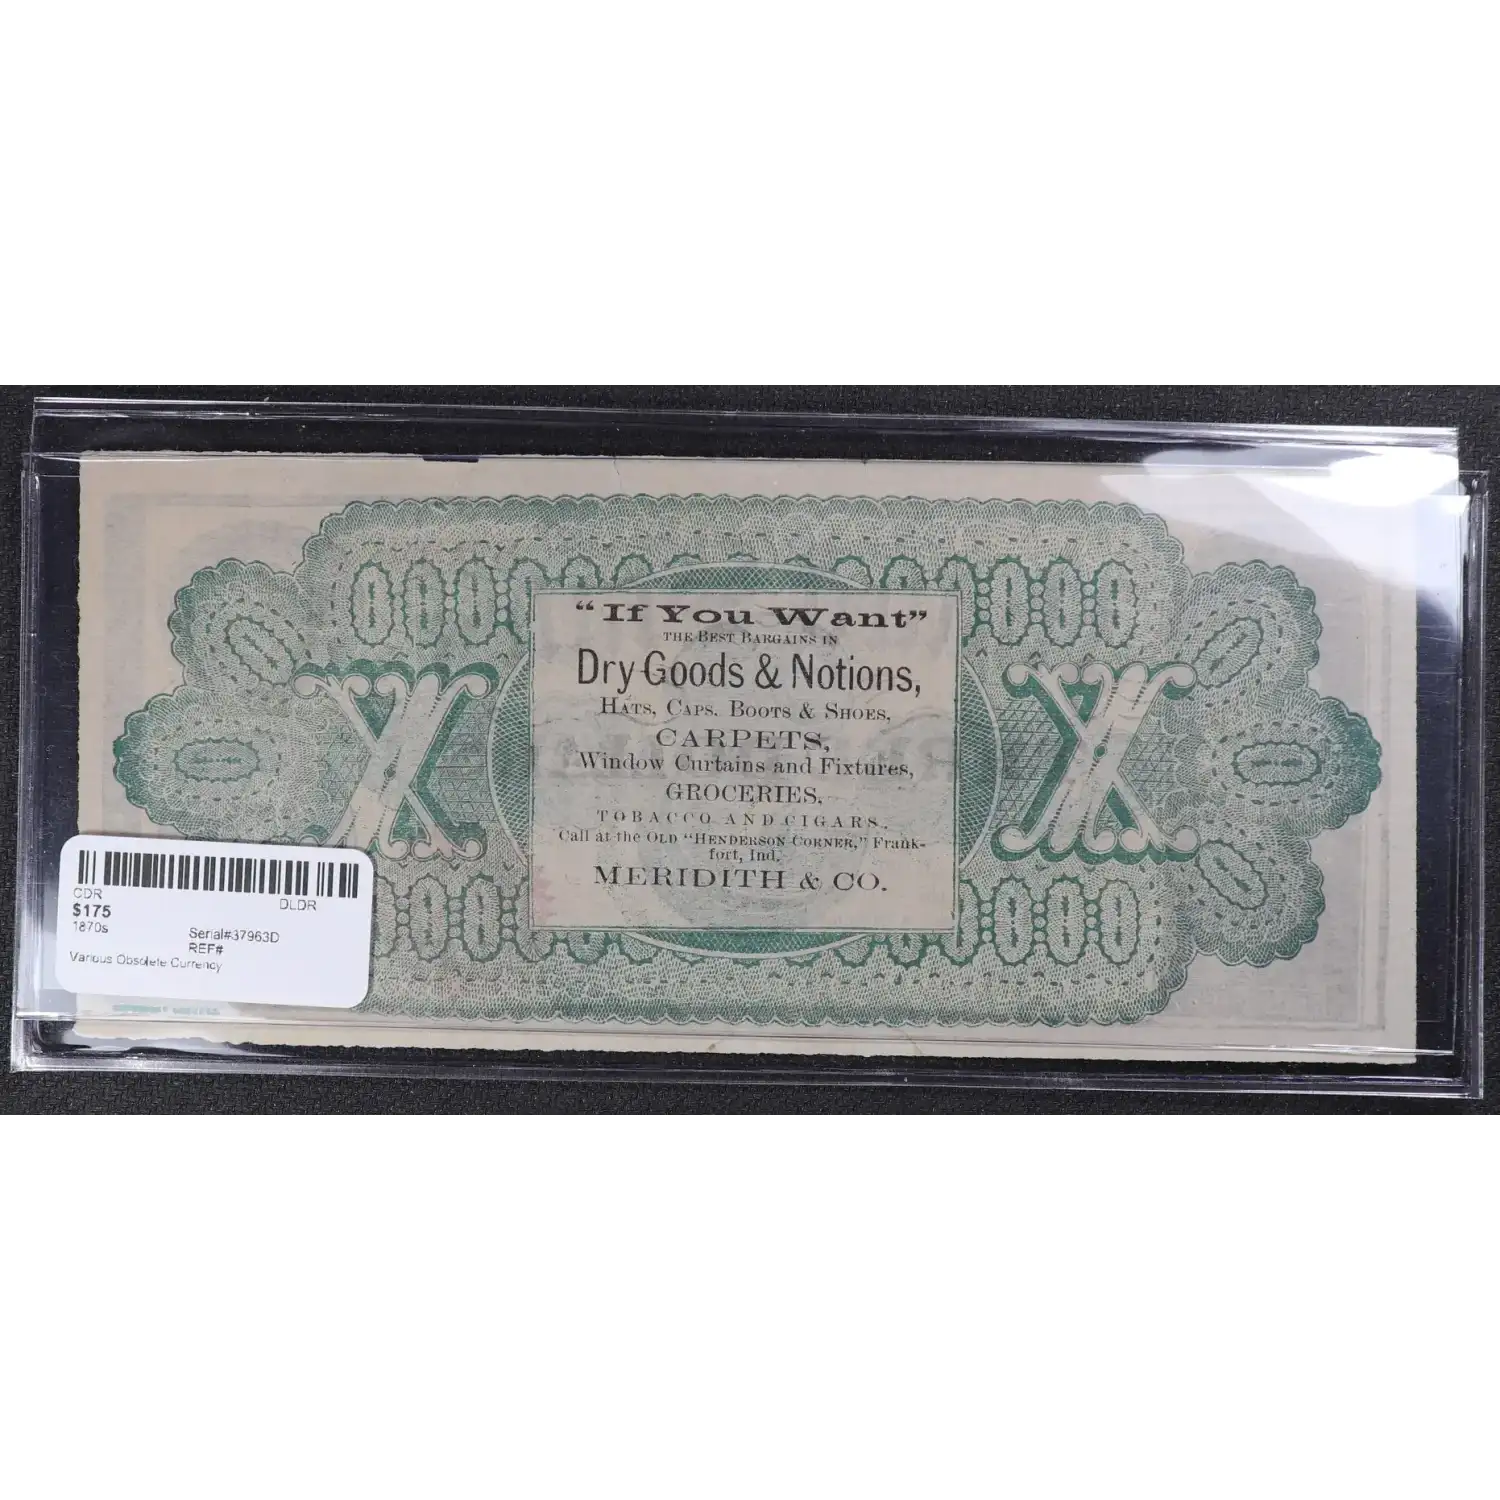 X X
“If You Want”
THE BEST BARGAINS IN
Dry Goods & Notions,
HATS, CAPS, BOOTS & SHOES,
CARPETS,
Window Curtains and Fixtures,
GROCERIES,
TOBACCO AND CIGARS.
Call at the OLD “HENDERSON CORNER,” Frank-
fort, Ind.
MERIDITH & CO.
CDR DLDR
$175
1870s
Serial#37963D
REF#
Various Obsolete Currency